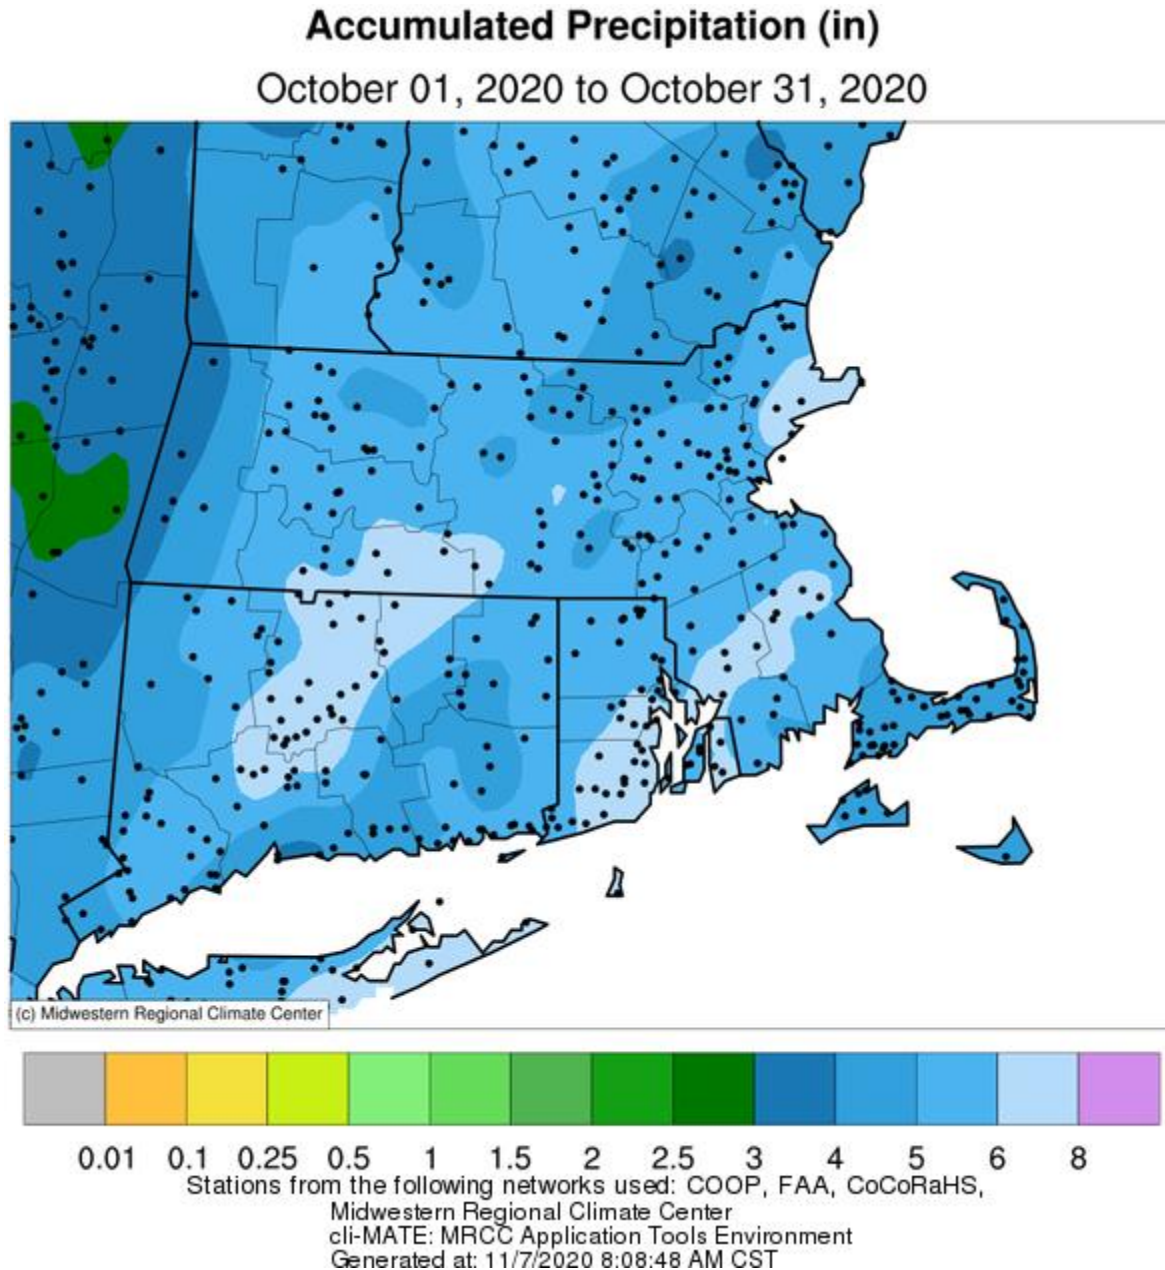 Accumulated Precipitation (in)
October 01, 2020 to October 31, 2020
(c) Midwestern Regional Climate Center
0.01 0.1 0.25 0.5 1 1.5 2 2.5 3 4 5 6 8
Stations from the following networks used: COOP, FAA, CoCoRaHS,
Midwestern Regional Climate Center
cli-MATE: MRCC Application Tools Environment
Generated at: 11/7/2020 8:08:48 AM CST